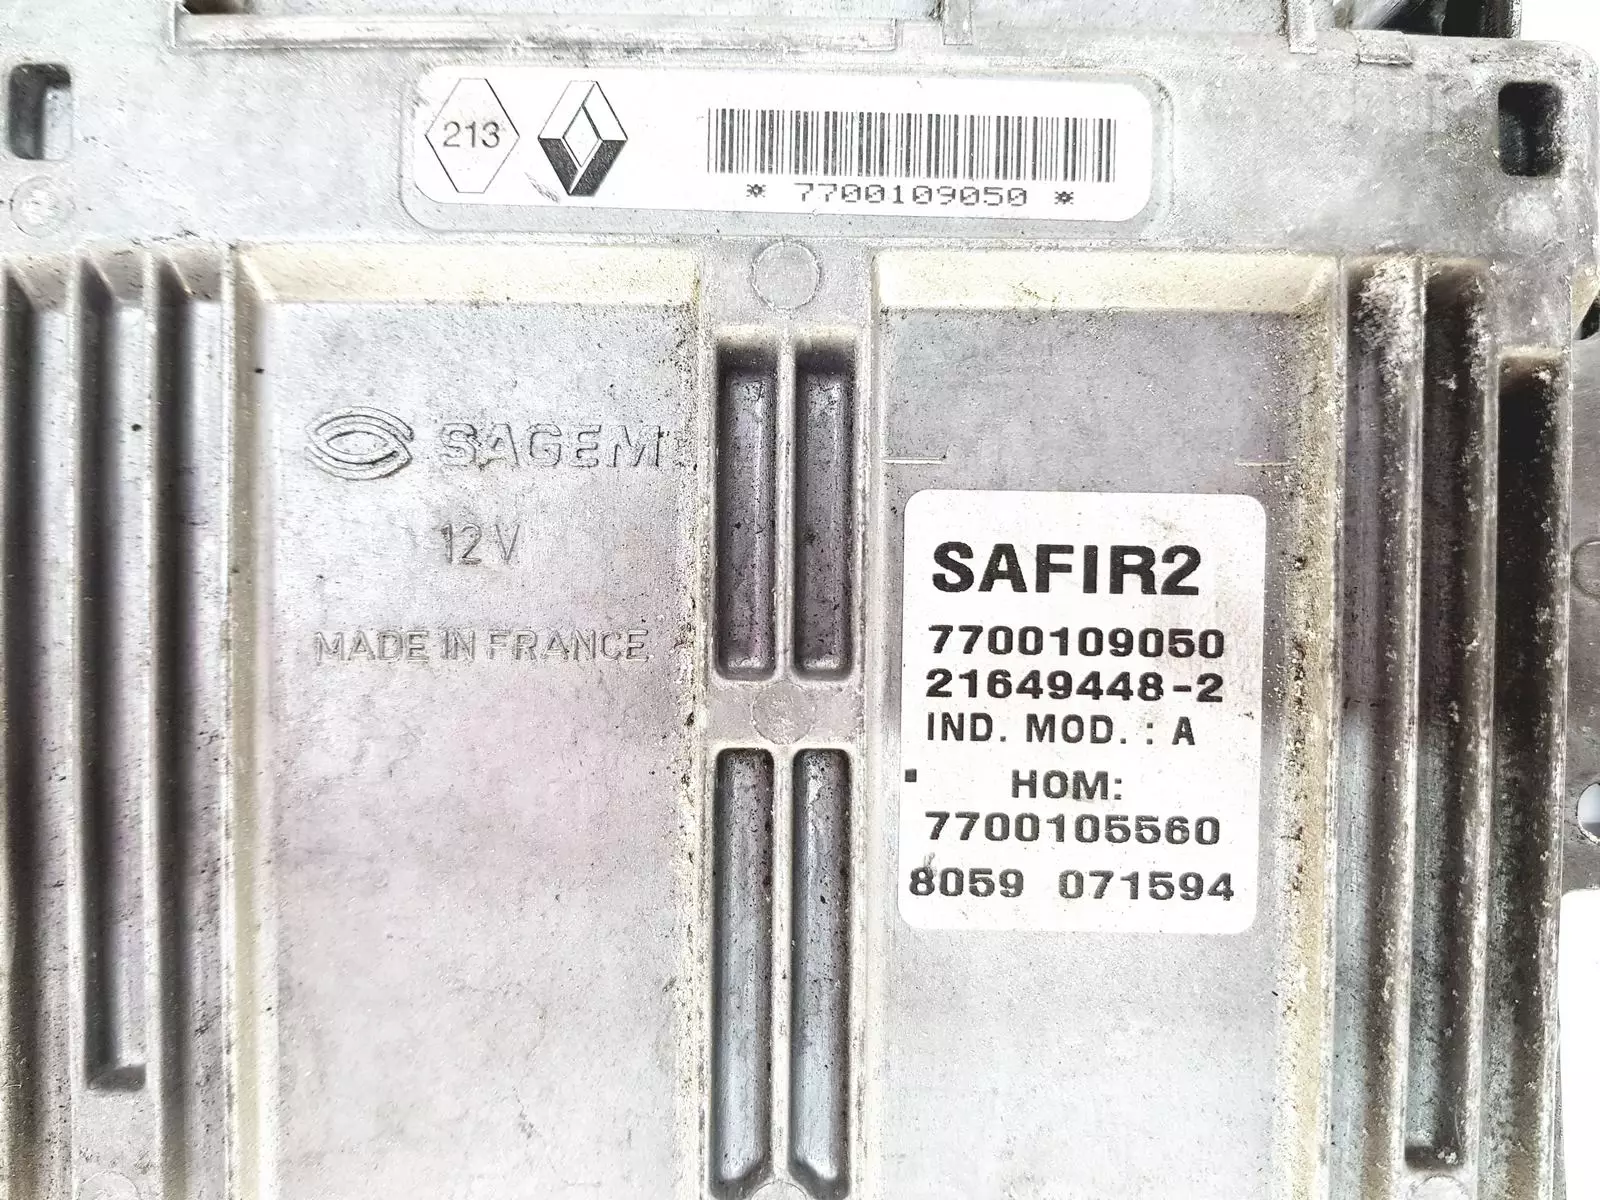 213
* 7700109050 *
SAGEM
12V
MADE IN FRANCE
SAFIR2
7700109050
21649448-2
IND. MOD. : A
HOM:
7700105560
8059 071594